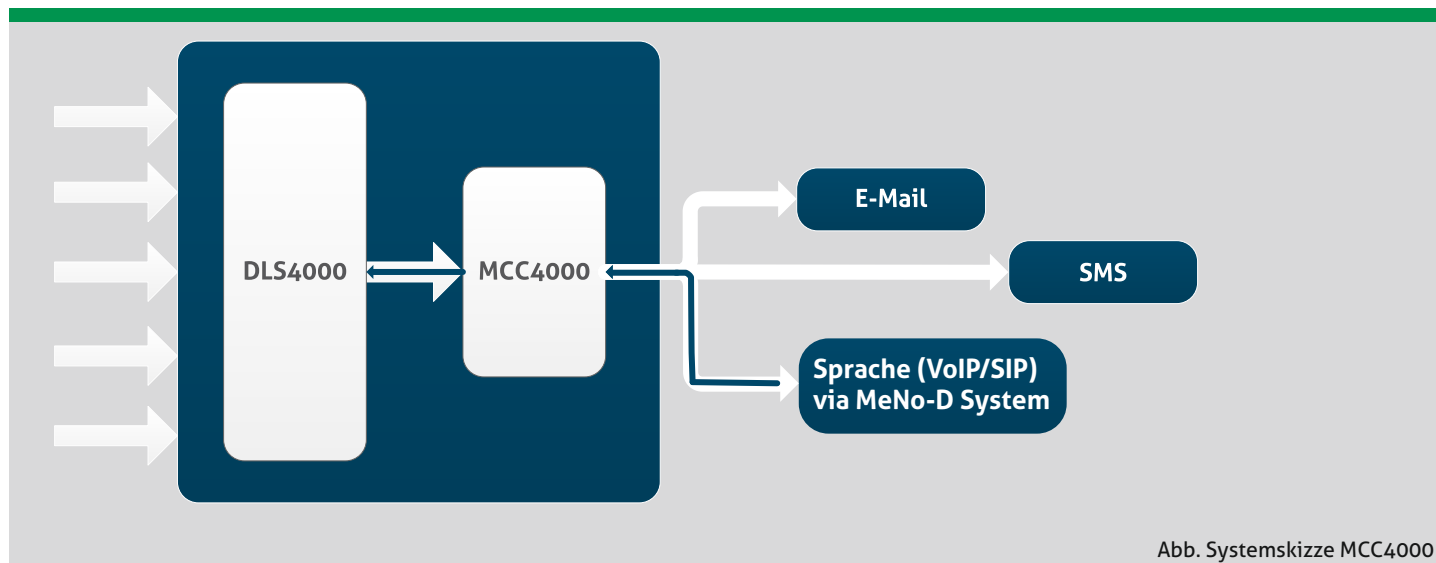 E-Mail
DLS4000
MCC4000
SMS
Sprache (VoIP/SIP)
via MeNo-D System
Abb. Systemskizze MCC4000